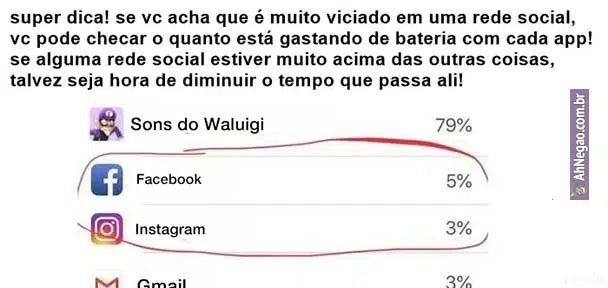 super dica! se vc acha que é muito viciado em uma rede social,
vc pode checar o quanto está gastando de bateria com cada app!
se alguma rede social estiver muito acima das outras coisas,
talvez seja hora de diminuir o tempo que passa ali!
Sons do Waluigi 79%
Facebook 5%
Instagram 3%
Gmail 3%
AhNegao.com.br